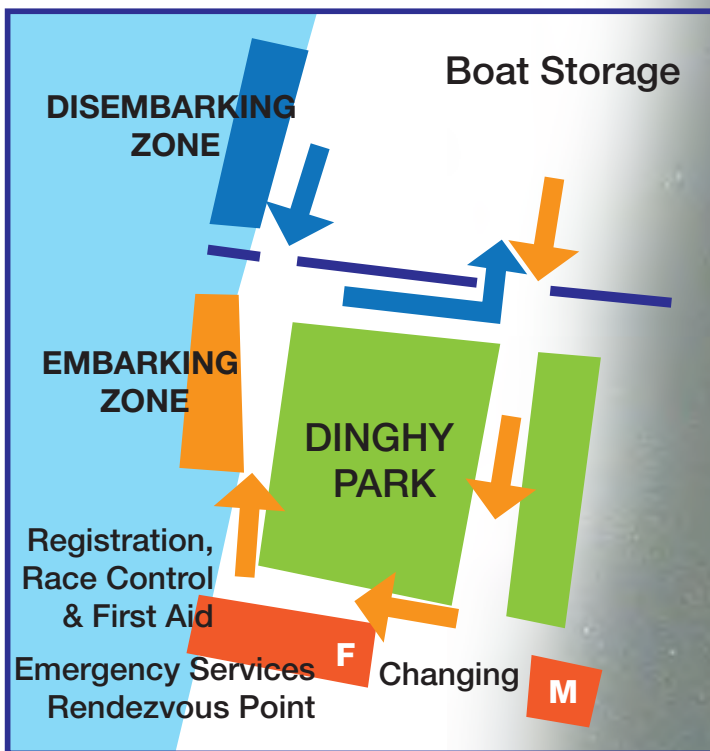 Boat Storage
DISEMBARKING
ZONE
EMBARKING
ZONE
DINGHY
PARK
Registration,
Race Control
& First Aid
F
Emergency Services
Rendezvous Point
Changing
M